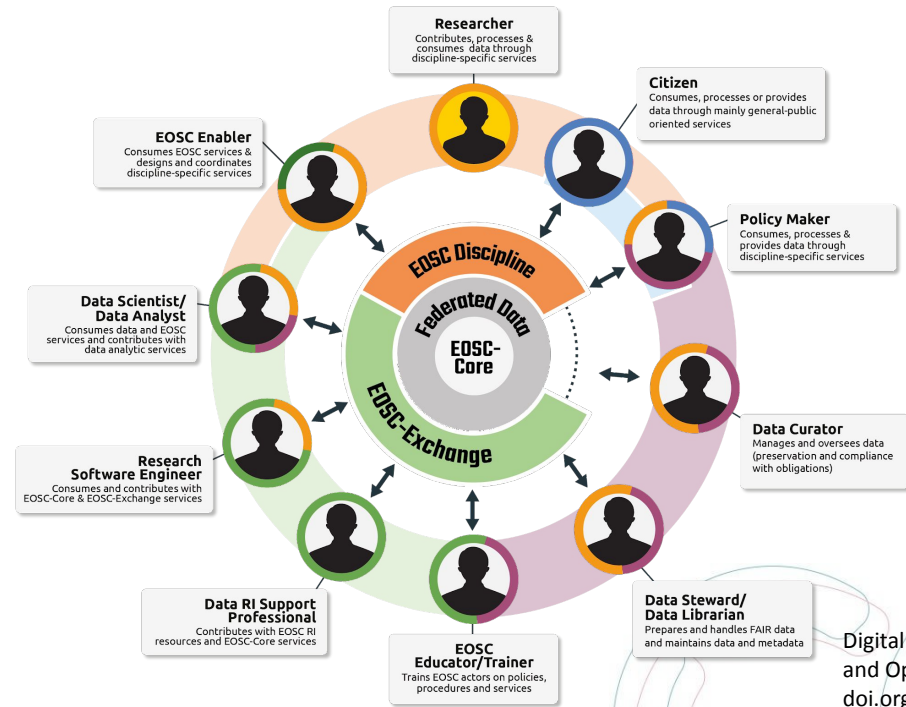 Researcher
Contributes, processes &
consumes data through
discipline-specific services
Citizen
Consumes, processes or provides
data through mainly general-public
oriented services
EOSC Enabler
Consumes EOSC services &
designs and coordinates
discipline-specific services
Policy Maker
Consumes, processes &
provides data through
discipline-specific services
EOSC Discipline
Federated Data
EOSC-
Core
EOSC-Exchange
Data Scientist/
Data Analyst
Consumes data and EOSC
services and contributes with
data analytic services
Data Curator
Manages and oversees data
(preservation and compliance
with obligations)
Research
Software Engineer
Consumes and contributes with
EOSC-Core & EOSC-Exchange services
Data RI Support
Professional
Contributes with EOSC RI
resources and EOSC-Core services
EOSC
Educator/Trainer
Trains EOSC actors on policies,
procedures and services
Data Steward/
Data Librarian
Prepares and handles FAIR data
and maintains data and metadata
Digital
and Op
doi.org